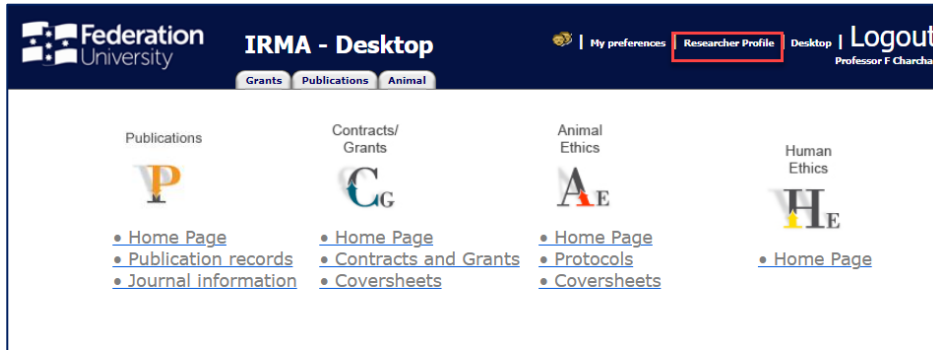 Federation
University
IRMA - Desktop
| My preferences | Researcher Profile | Desktop | Logout
Professor F Charcha
Grants Publications Animal
Publications
P
• Home Page
• Publication records
• Journal information
Contracts/
Grants
CG
• Home Page
• Contracts and Grants
• Coversheets
Animal
Ethics
AE
• Home Page
• Protocols
• Coversheets
Human
Ethics
HE
• Home Page